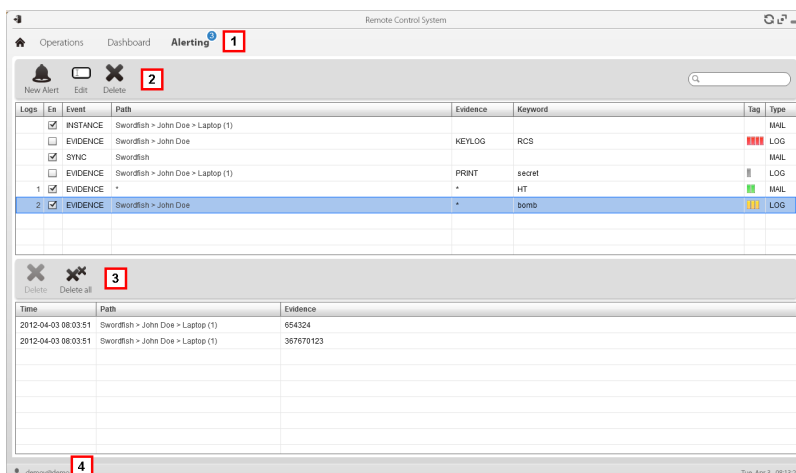 Remote Control System
Operations Dashboard Alerting 3 1
New Alert Edit Delete 2
Logs En Event Path Evidence Keyword Tag Type
INSTANCE Swordfish > John Doe > Laptop (1) MAIL
EVIDENCE Swordfish > John Doe KEYLOG RCS LOG
SYNC Swordfish MAIL
EVIDENCE Swordfish > John Doe > Laptop (1) PRINT secret LOG
1 EVIDENCE * * HT MAIL
2 EVIDENCE Swordfish > John Doe * bomb LOG
Delete Delete all 3
Time Path Evidence
2012-04-03 08:03:51 Swordfish > John Doe > Laptop (1) 654324
2012-04-03 08:03:51 Swordfish > John Doe > Laptop (1) 367670123
4